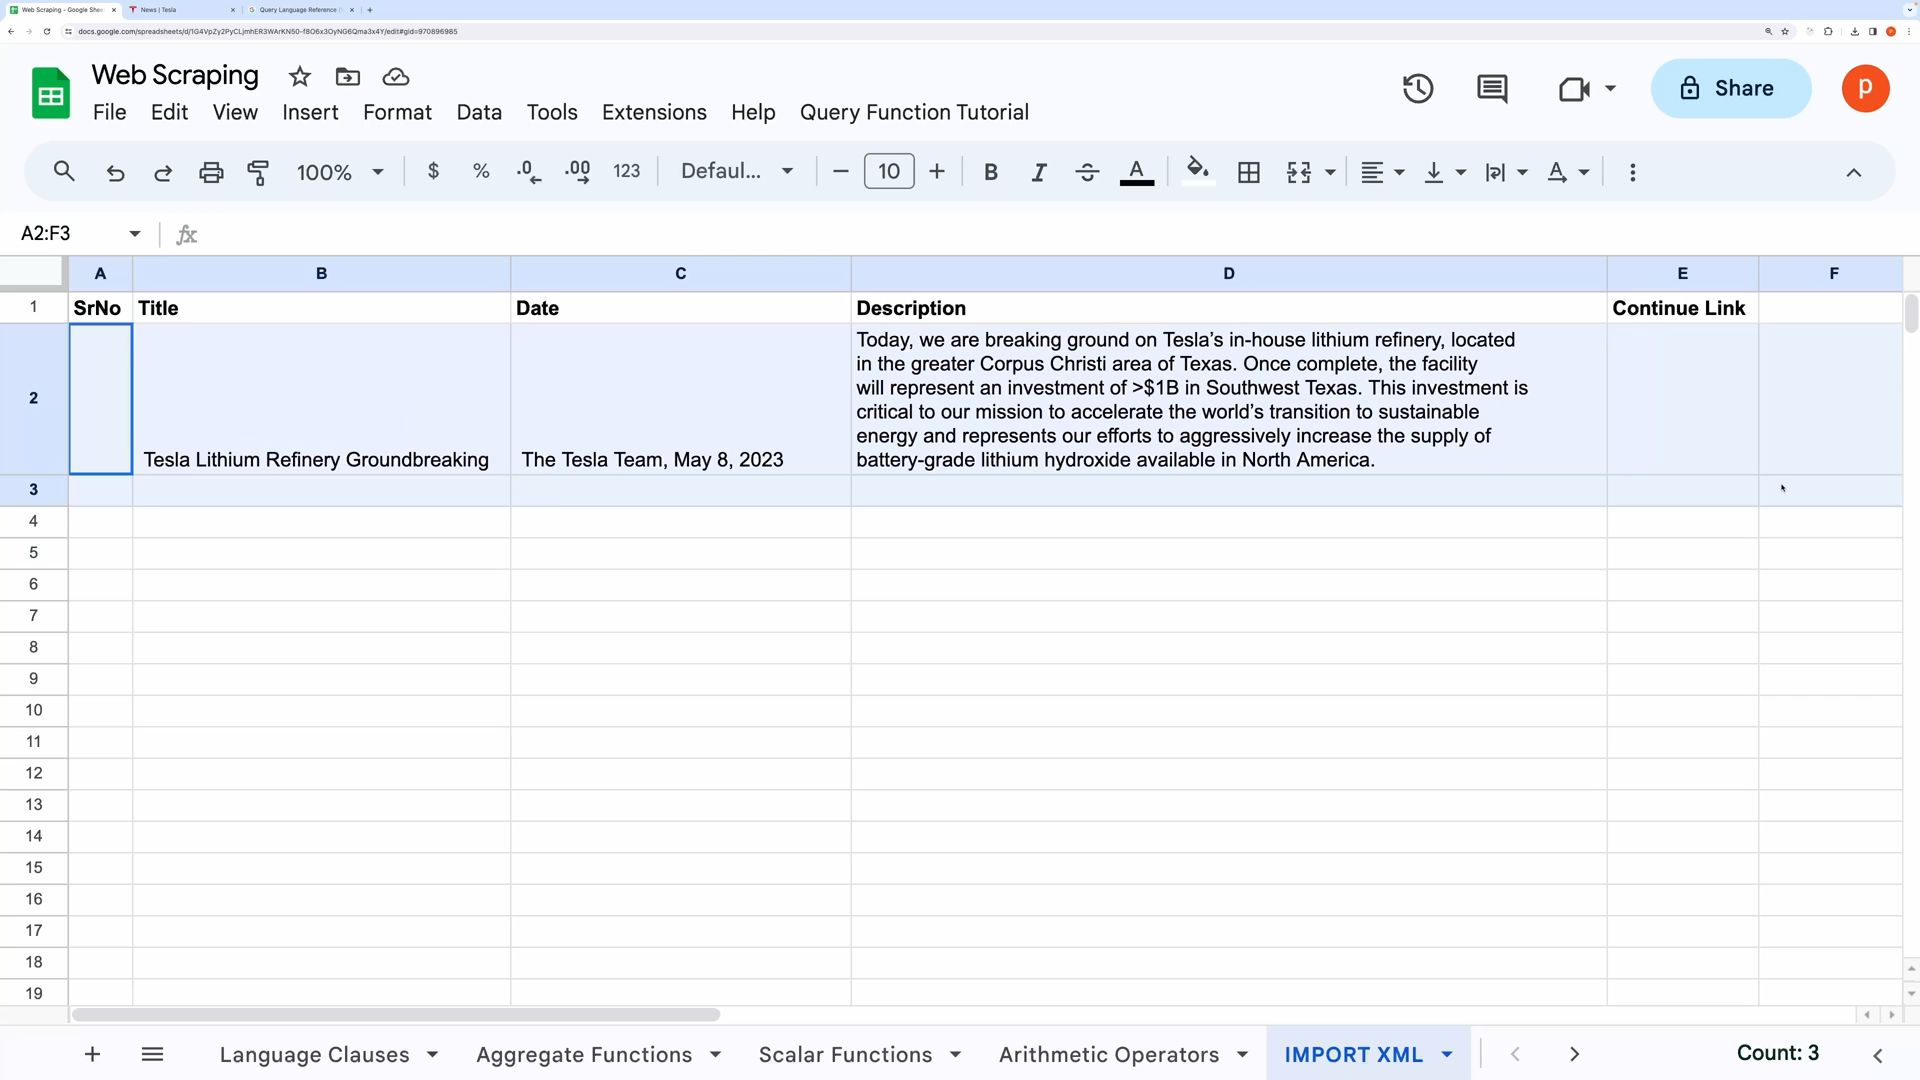 Web Scraping - Google Shee
News | Tesla
Query Language Reference
docs.google.com/spreadsheets/d/1G4VpZy2PyCLjmhER3WArKN50-f8O6x3OyNG6Qma3x4Y/edit#gid=970896985
Web Scraping
File Edit View Insert Format Data Tools Extensions Help Query Function Tutorial
Share
p
100% $ % .0 .00 123 Defaul... 10 B I A
A2:F3 fx
A B C D E F
1 SrNo Title Date Description Continue Link
Today, we are breaking ground on Tesla’s in-house lithium refinery, located
in the greater Corpus Christi area of Texas. Once complete, the facility
will represent an investment of >$1B in Southwest Texas. This investment is
critical to our mission to accelerate the world’s transition to sustainable
energy and represents our efforts to aggressively increase the supply of
battery-grade lithium hydroxide available in North America.
2 Tesla Lithium Refinery Groundbreaking The Tesla Team, May 8, 2023
3
4
5
6
7
8
9
10
11
12
13
14
15
16
17
18
19
Language Clauses Aggregate Functions Scalar Functions Arithmetic Operators IMPORT XML Count: 3